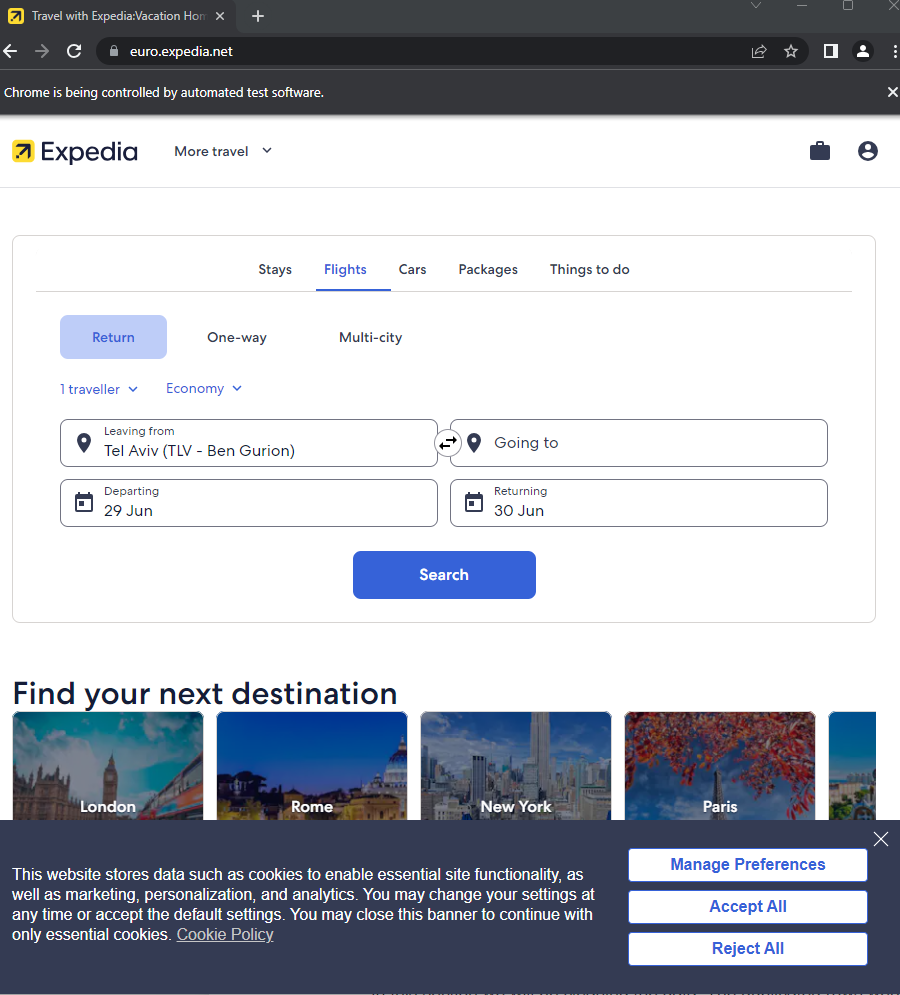 Travel with Expedia:Vacation Hom
euro.expedia.net
Chrome is being controlled by automated test software.
Expedia
More travel
Stays
Flights
Cars
Packages
Things to do
Return
One-way
Multi-city
1 traveller
Economy
Leaving from
Tel Aviv (TLV - Ben Gurion)
Going to
Departing
29 Jun
Returning
30 Jun
Search
Find your next destination
London
Rome
New York
Paris
This website stores data such as cookies to enable essential site functionality, as
well as marketing, personalization, and analytics. You may change your settings at
any time or accept the default settings. You may close this banner to continue with
only essential cookies. Cookie Policy
Manage Preferences
Accept All
Reject All